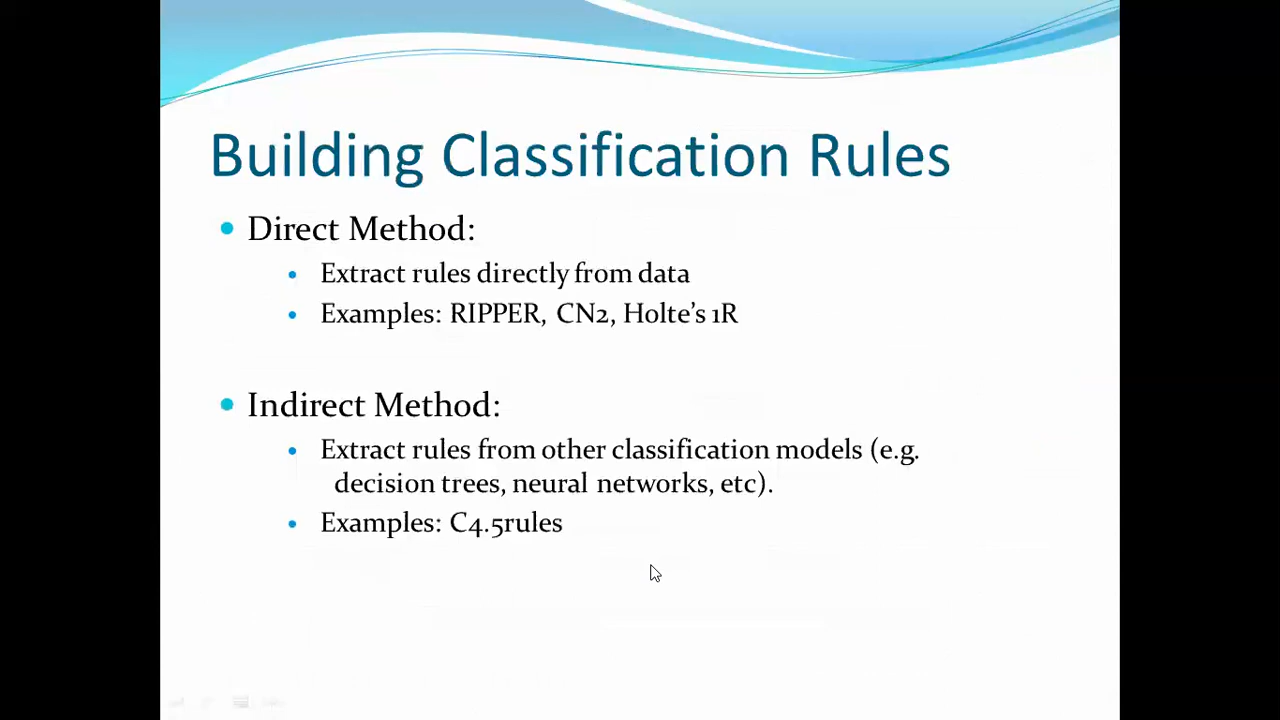 Building Classification Rules
• Direct Method:
• Extract rules directly from data
• Examples: RIPPER, CN2, Holte’s 1R
• Indirect Method:
• Extract rules from other classification models (e.g.
decision trees, neural networks, etc).
• Examples: C4.5rules